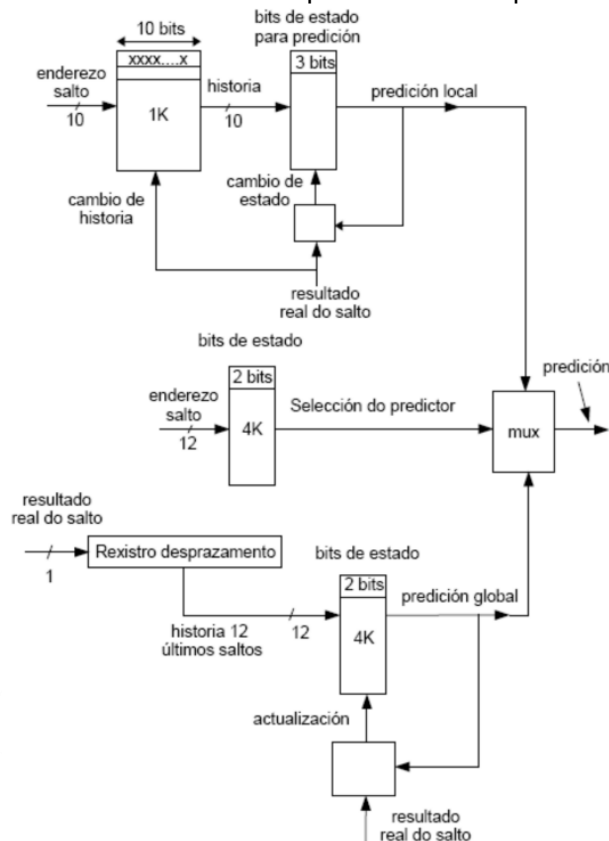 bits de estado
para predición
10 bits
xxxx....x
3 bits
enderezo
salto
10
1K
historia
10
predición local
cambio de
historia
cambio de
estado
resultado
real do salto
bits de estado
2 bits
enderezo
salto
12
4K
Selección do predictor
mux
predición
resultado
real do salto
1
Rexistro desprazamento
historia 12
últimos saltos
12
bits de estado
2 bits
4K
predición global
actualización
resultado
real do salto